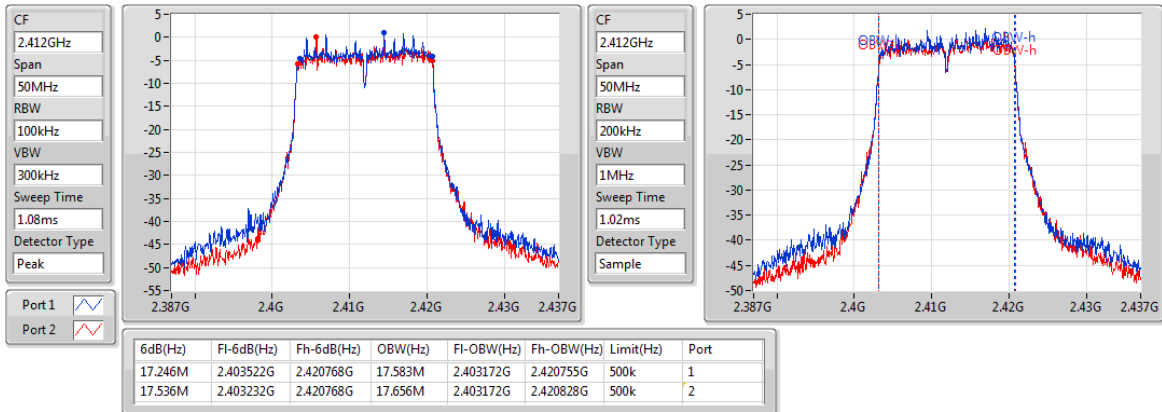 CF
2.412GHz
Span
50MHz
RBW
100kHz
VBW
300kHz
Sweep Time
1.08ms
Detector Type
Peak
Port 1
Port 2
5
0
-5
-10
-15
-20
-25
-30
-35
-40
-45
-50
-55
2.387G 2.4G 2.41G 2.42G 2.437G
CF
2.412GHz
Span
50MHz
RBW
200kHz
VBW
1MHz
Sweep Time
1.02ms
Detector Type
Sample
5
0
-5
-10
-15
-20
-25
-30
-35
-40
-45
-50
OBW-h
OBW-h
2.387G 2.4G 2.41G 2.42G 2.437G
6dB(Hz) Fl-6dB(Hz) Fh-6dB(Hz) OBW(Hz) Fl-OBW(Hz) Fh-OBW(Hz) Limit(Hz) Port
17.246M 2.403522G 2.420768G 17.583M 2.403172G 2.420755G 500k 1
17.536M 2.403232G 2.420768G 17.656M 2.403172G 2.420828G 500k 2